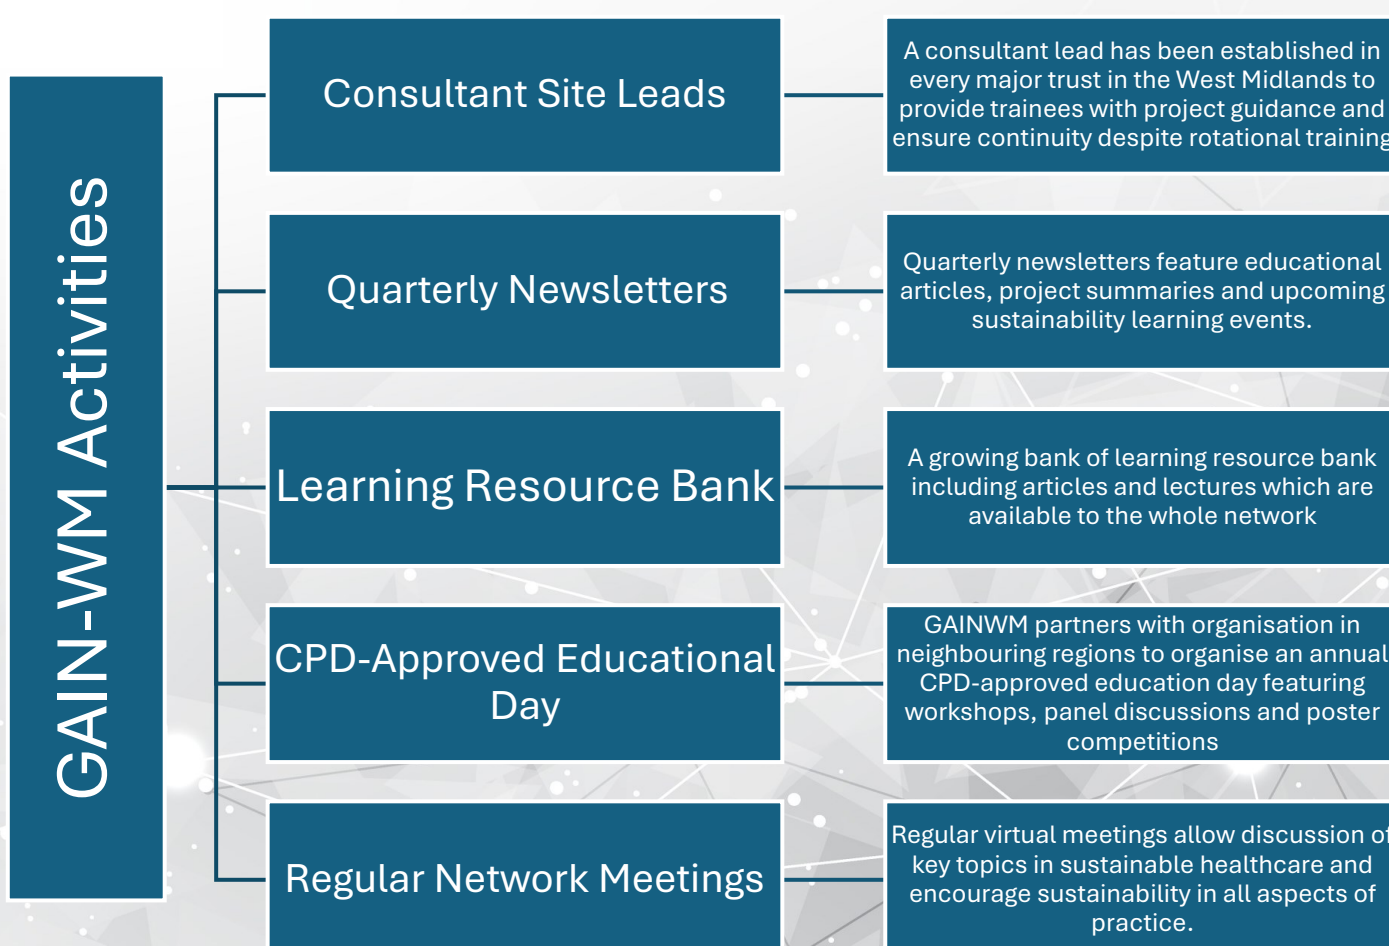 GAIN-WM Activities
Consultant Site Leads
A consultant lead has been established in
every major trust in the West Midlands to
provide trainees with project guidance and
ensure continuity despite rotational training
Quarterly Newsletters
Quarterly newsletters feature educational
articles, project summaries and upcoming
sustainability learning events.
Learning Resource Bank
A growing bank of learning resource bank
including articles and lectures which are
available to the whole network
CPD-Approved Educational
Day
GAINWM partners with organisation in
neighbouring regions to organise an annual
CPD-approved education day featuring
workshops, panel discussions and poster
competitions
Regular Network Meetings
Regular virtual meetings allow discussion of
key topics in sustainable healthcare and
encourage sustainability in all aspects of
practice.